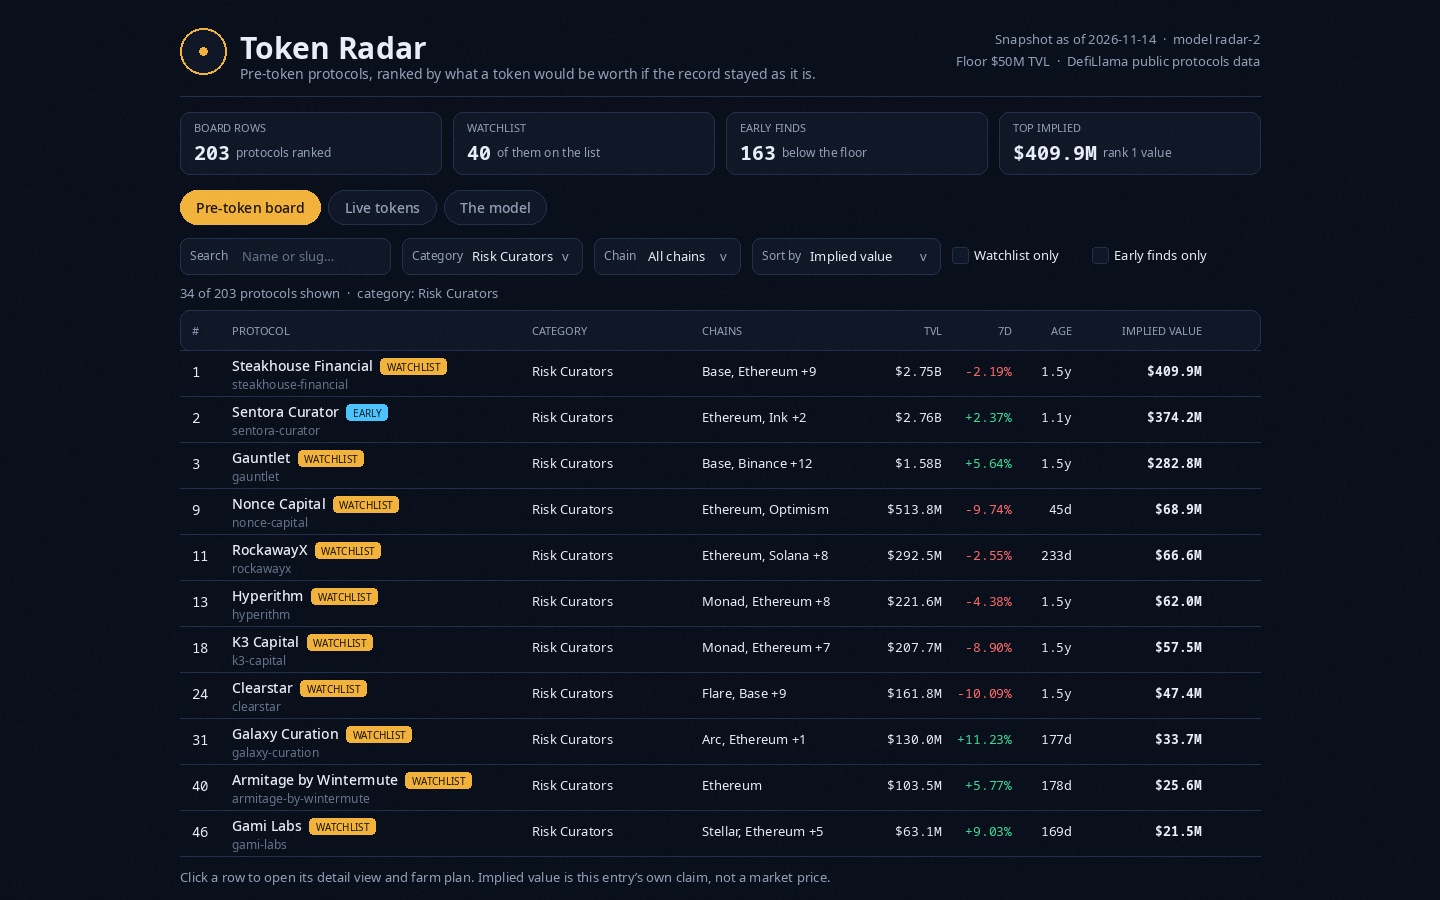 Token Radar
Pre-token protocols, ranked by what a token would be worth if the record stayed as it is.
Snapshot as of 2026-11-14 · model radar-2
Floor $50M TVL · DefiLlama public protocols data
BOARD ROWS
203 protocols ranked
WATCHLIST
40 of them on the list
EARLY FINDS
163 below the floor
TOP IMPLIED
$409.9M rank 1 value
Pre-token board Live tokens The model
Search Name or slug... Category Risk Curators v Chain All chains v Sort by Implied value v Watchlist only Early finds only
34 of 203 protocols shown · category: Risk Curators
# PROTOCOL CATEGORY CHAINS TVL 7D AGE IMPLIED VALUE
1 Steakhouse Financial WATCHLIST Risk Curators Base, Ethereum +9 $2.75B -2.19% 1.5y $409.9M
steakhouse-financial
2 Sentora Curator EARLY Risk Curators Ethereum, Ink +2 $2.76B +2.37% 1.1y $374.2M
sentora-curator
3 Gauntlet WATCHLIST Risk Curators Base, Binance +12 $1.58B +5.64% 1.5y $282.8M
gauntlet
9 Nonce Capital WATCHLIST Risk Curators Ethereum, Optimism $513.8M -9.74% 45d $68.9M
nonce-capital
11 RockawayX WATCHLIST Risk Curators Ethereum, Solana +8 $292.5M -2.55% 233d $66.6M
rockawayx
13 Hyperithm WATCHLIST Risk Curators Monad, Ethereum +8 $221.6M -4.38% 1.5y $62.0M
hyperithm
18 K3 Capital WATCHLIST Risk Curators Monad, Ethereum +7 $207.7M -8.90% 1.5y $57.5M
k3-capital
24 Clearstar WATCHLIST Risk Curators Flare, Base +9 $161.8M -10.09% 1.5y $47.4M
clearstar
31 Galaxy Curation WATCHLIST Risk Curators Arc, Ethereum +1 $130.0M +11.23% 177d $33.7M
galaxy-curation
40 Armitage by Wintermute WATCHLIST Risk Curators Ethereum $103.5M +5.77% 178d $25.6M
armitage-by-wintermute
46 Gami Labs WATCHLIST Risk Curators Stellar, Ethereum +5 $63.1M +9.03% 169d $21.5M
gami-labs
Click a row to open its detail view and farm plan. Implied value is this entry's own claim, not a market price.